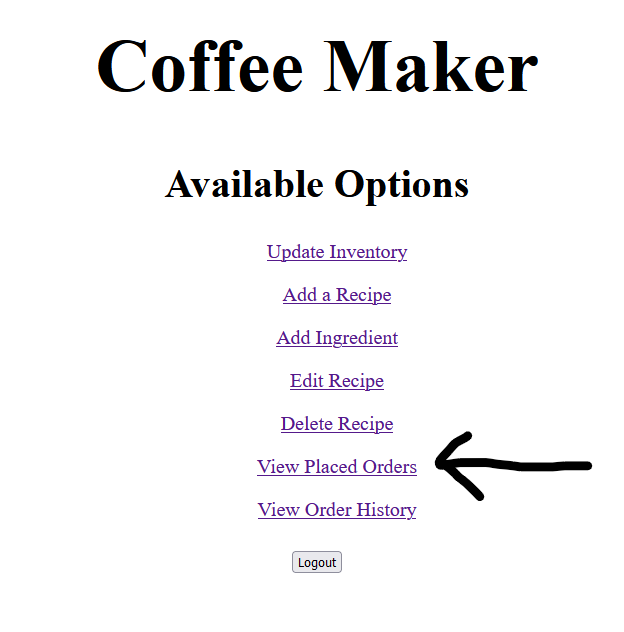 Coffee Maker
Available Options
Update Inventory
Add a Recipe
Add Ingredient
Edit Recipe
Delete Recipe
View Placed Orders
View Order History
Logout